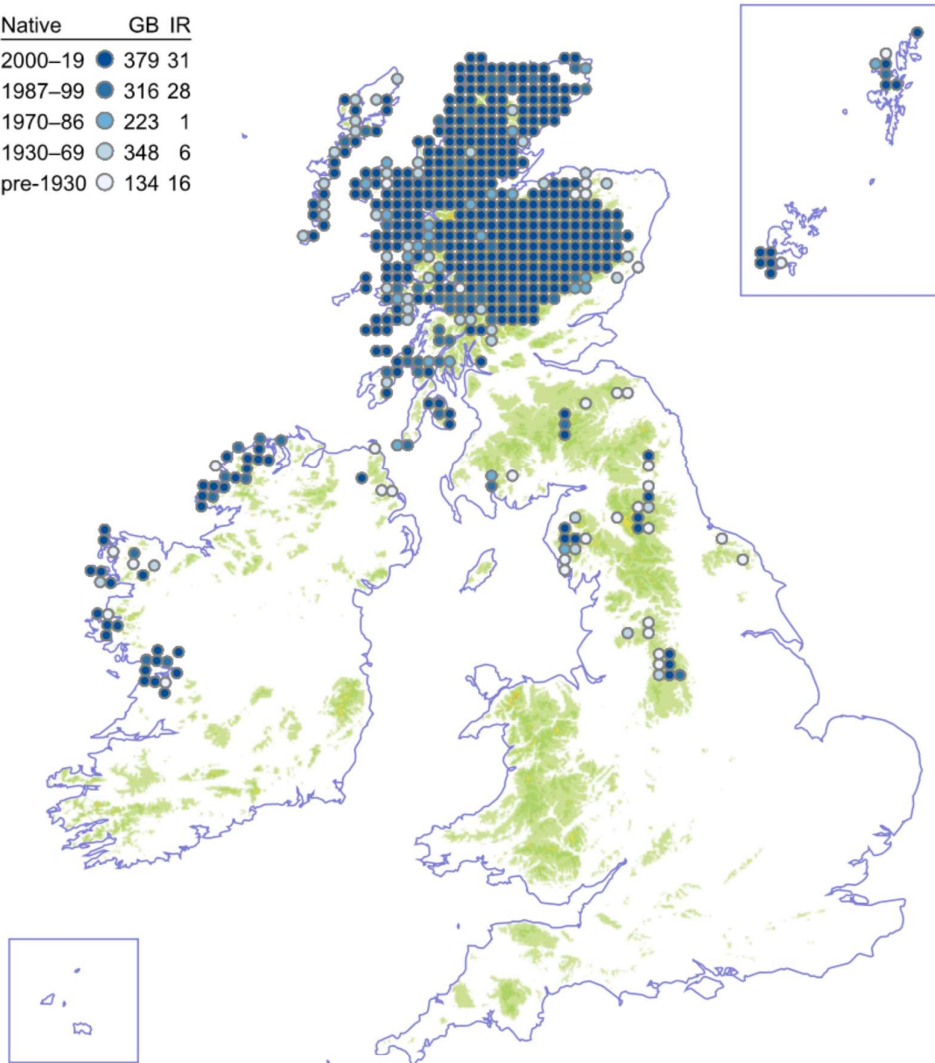 Native GB IR
2000–19 379 31
1987–99 316 28
1970–86 223 1
1930–69 348 6
pre-1930 134 16